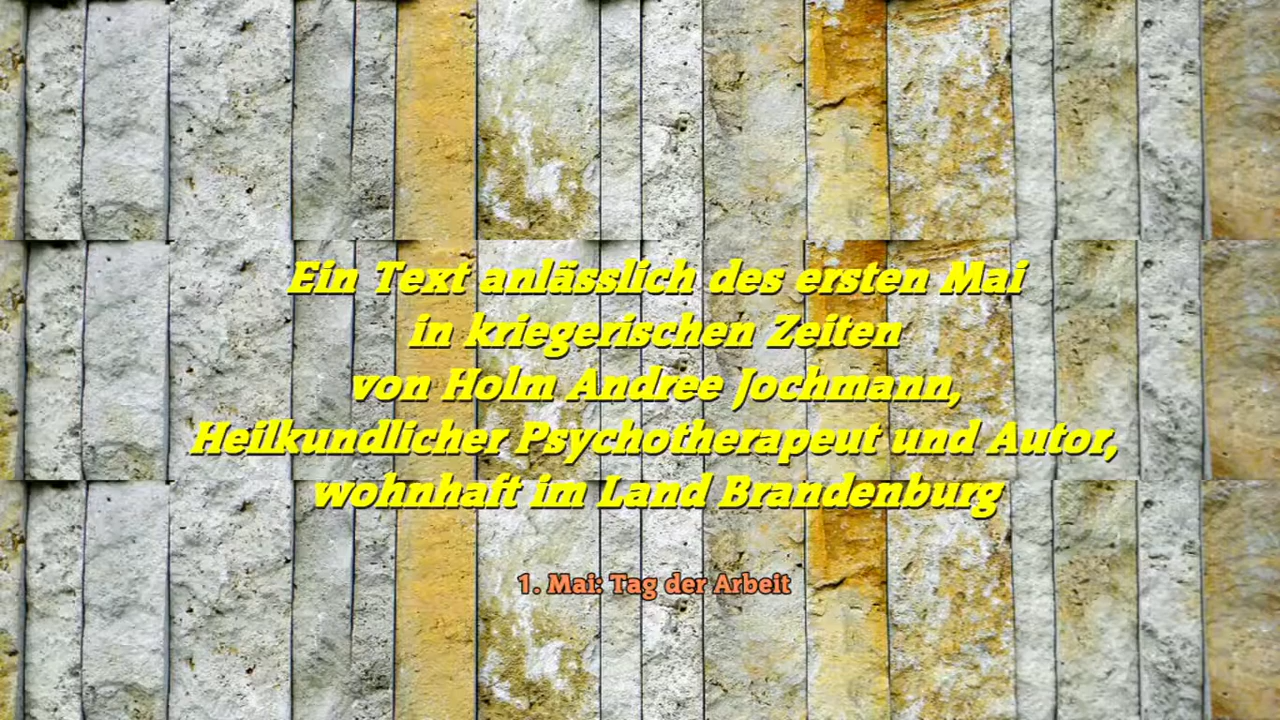 Ein Text anlässlich des ersten Mai
in kriegerischen Zeiten
von Holm Andree Jochmann,
Heilkundlicher Psychotherapeut und Autor,
wohnhaft im Land Brandenburg
1. Mai: Tag der Arbeit